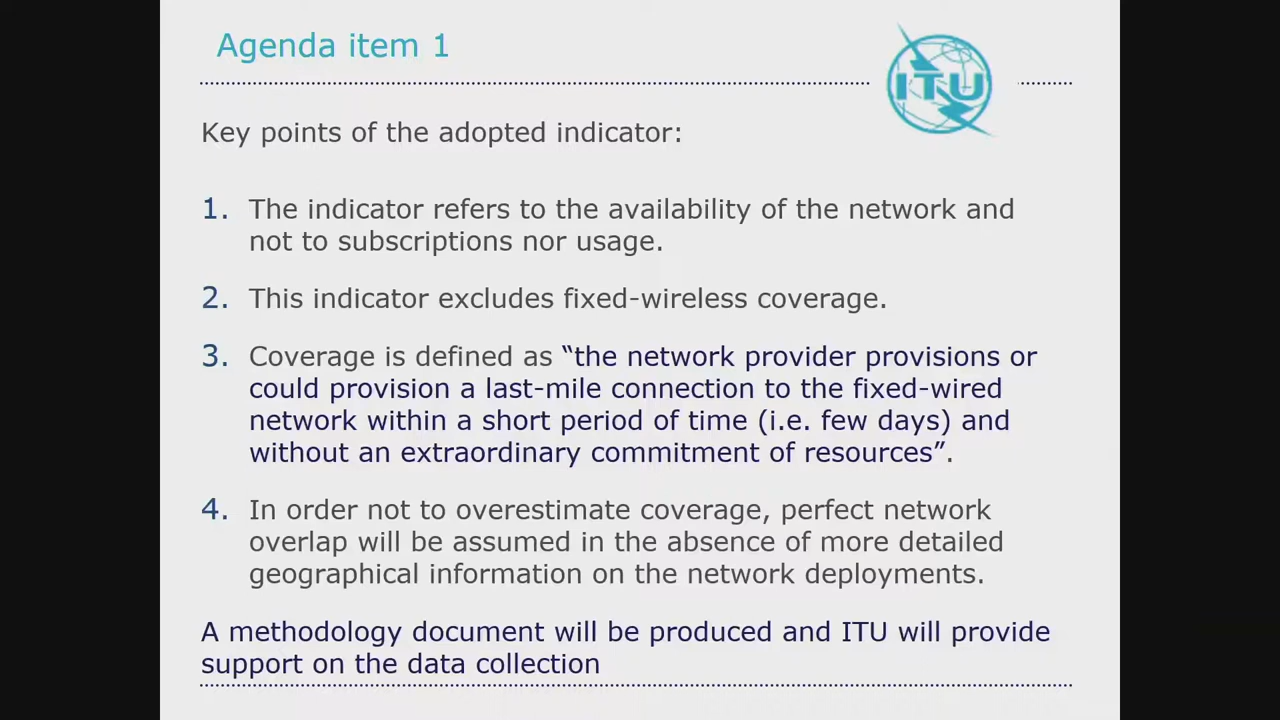 Agenda item 1
ITU
Key points of the adopted indicator:
1. The indicator refers to the availability of the network and
not to subscriptions nor usage.
2. This indicator excludes fixed-wireless coverage.
3. Coverage is defined as “the network provider provisions or
could provision a last-mile connection to the fixed-wired
network within a short period of time (i.e. few days) and
without an extraordinary commitment of resources”.
4. In order not to overestimate coverage, perfect network
overlap will be assumed in the absence of more detailed
geographical information on the network deployments.
A methodology document will be produced and ITU will provide
support on the data collection